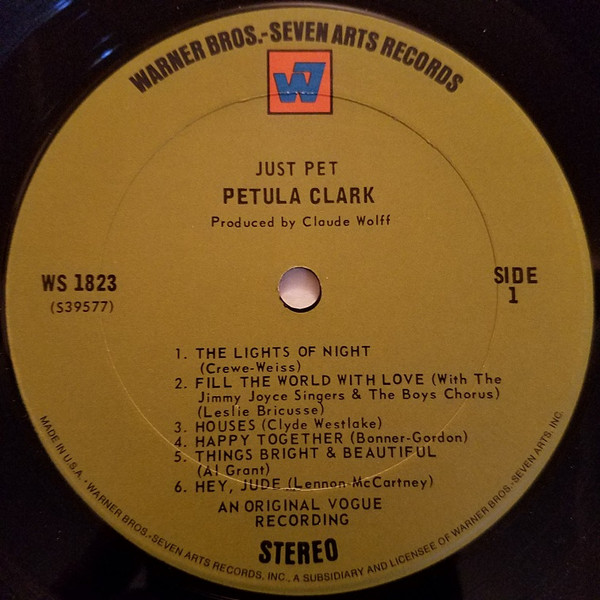 WARNER BROS.-SEVEN ARTS RECORDS
W7
JUST PET
PETULA CLARK
Produced by Claude Wolff
WS 1823
(S39577)
SIDE
1
1. THE LIGHTS OF NIGHT
(Crewe-Weiss)
2. FILL THE WORLD WITH LOVE (With The
Jimmy Joyce Singers & The Boys Chorus)
(Leslie Bricusse)
3. HOUSES (Clyde Westlake)
4. HAPPY TOGETHER (Bonner-Gordon)
5. THINGS BRIGHT & BEAUTIFUL
(Al Grant)
6. HEY, JUDE (Lennon-McCartney)
AN ORIGINAL VOGUE
RECORDING
STEREO
MADE IN U.S.A. • WARNER BROS.-SEVEN ARTS RECORDS, INC., A SUBSIDIARY AND LICENSEE OF WARNER BROS.-SEVEN ARTS, INC.